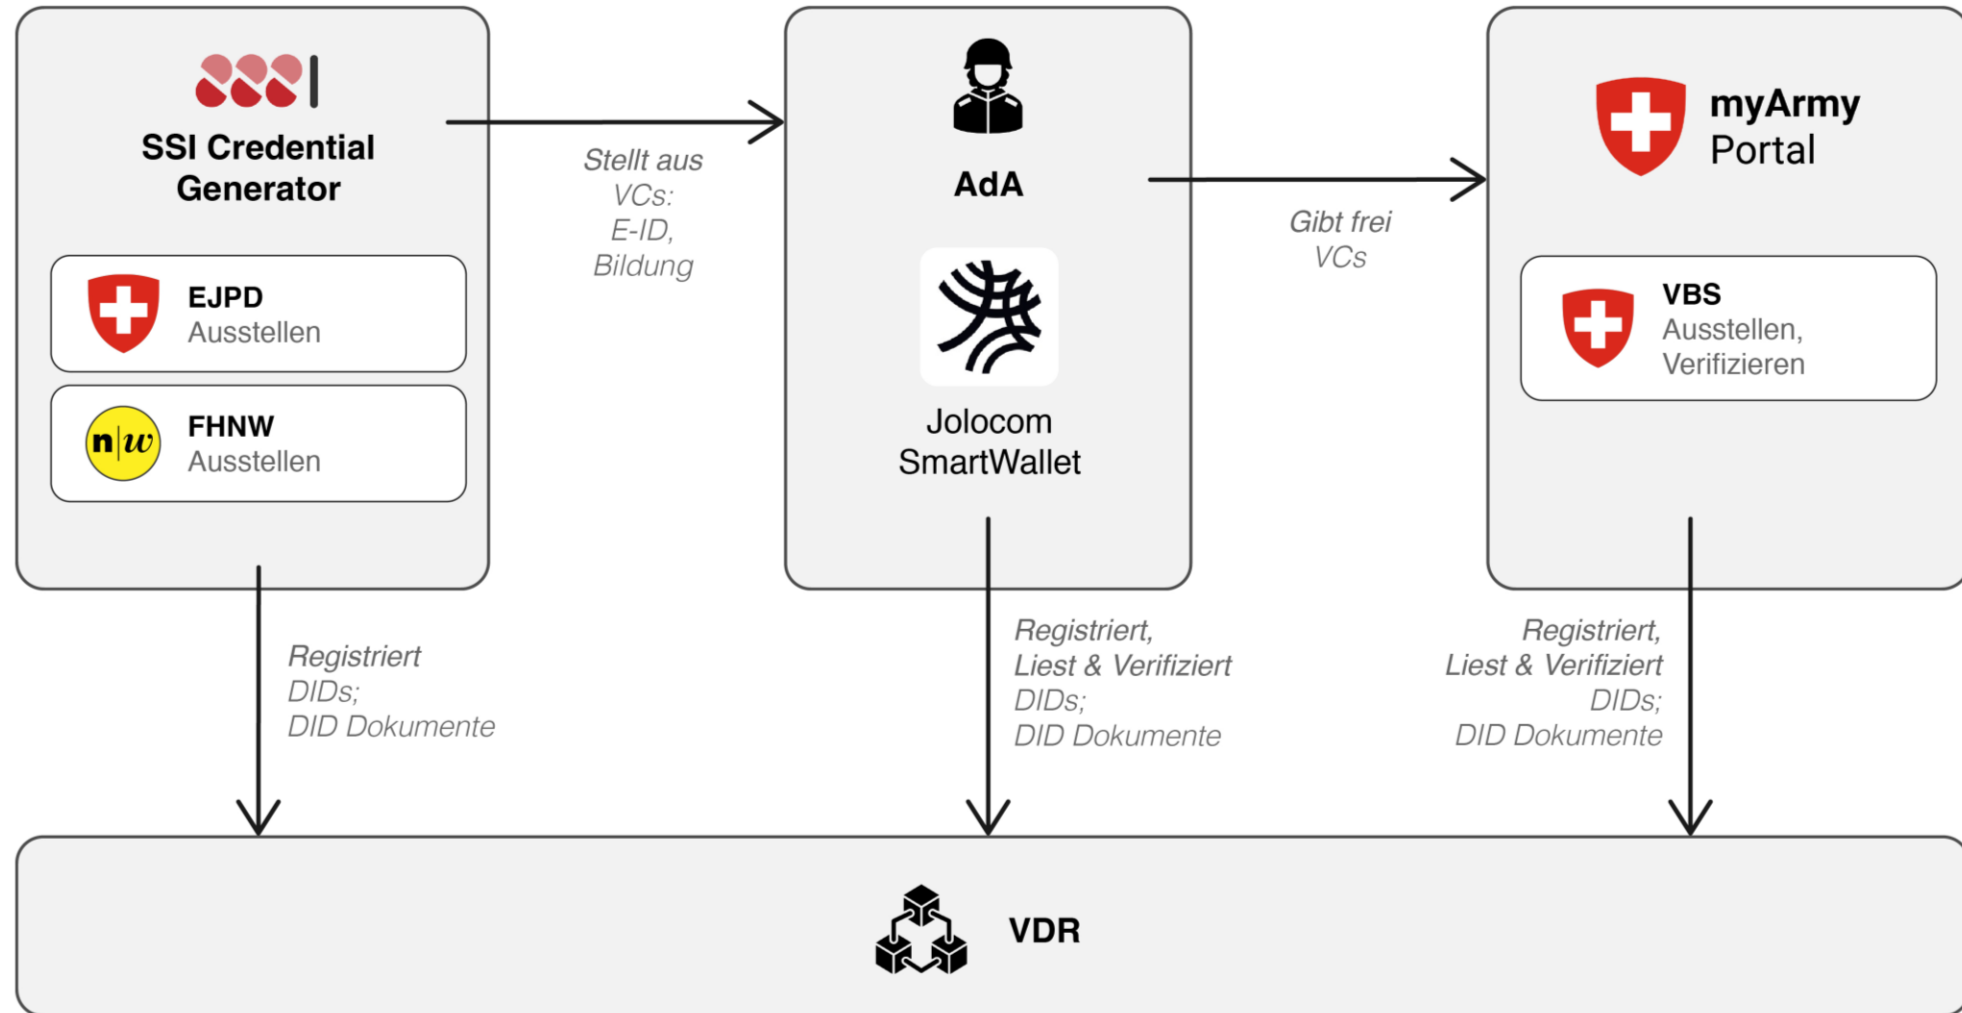 SSI Credential
Generator
EJPD
Ausstellen
n|w
FHNW
Ausstellen
Stellt aus
VCs:
E-ID,
Bildung
AdA
Jolocom
SmartWallet
Gibt frei
VCs
myArmy
Portal
VBS
Ausstellen,
Verifizieren
Registriert
DIDs;
DID Dokumente
Registriert,
Liest & Verifiziert
DIDs;
DID Dokumente
Registriert,
Liest & Verifiziert
DIDs;
DID Dokumente
VDR